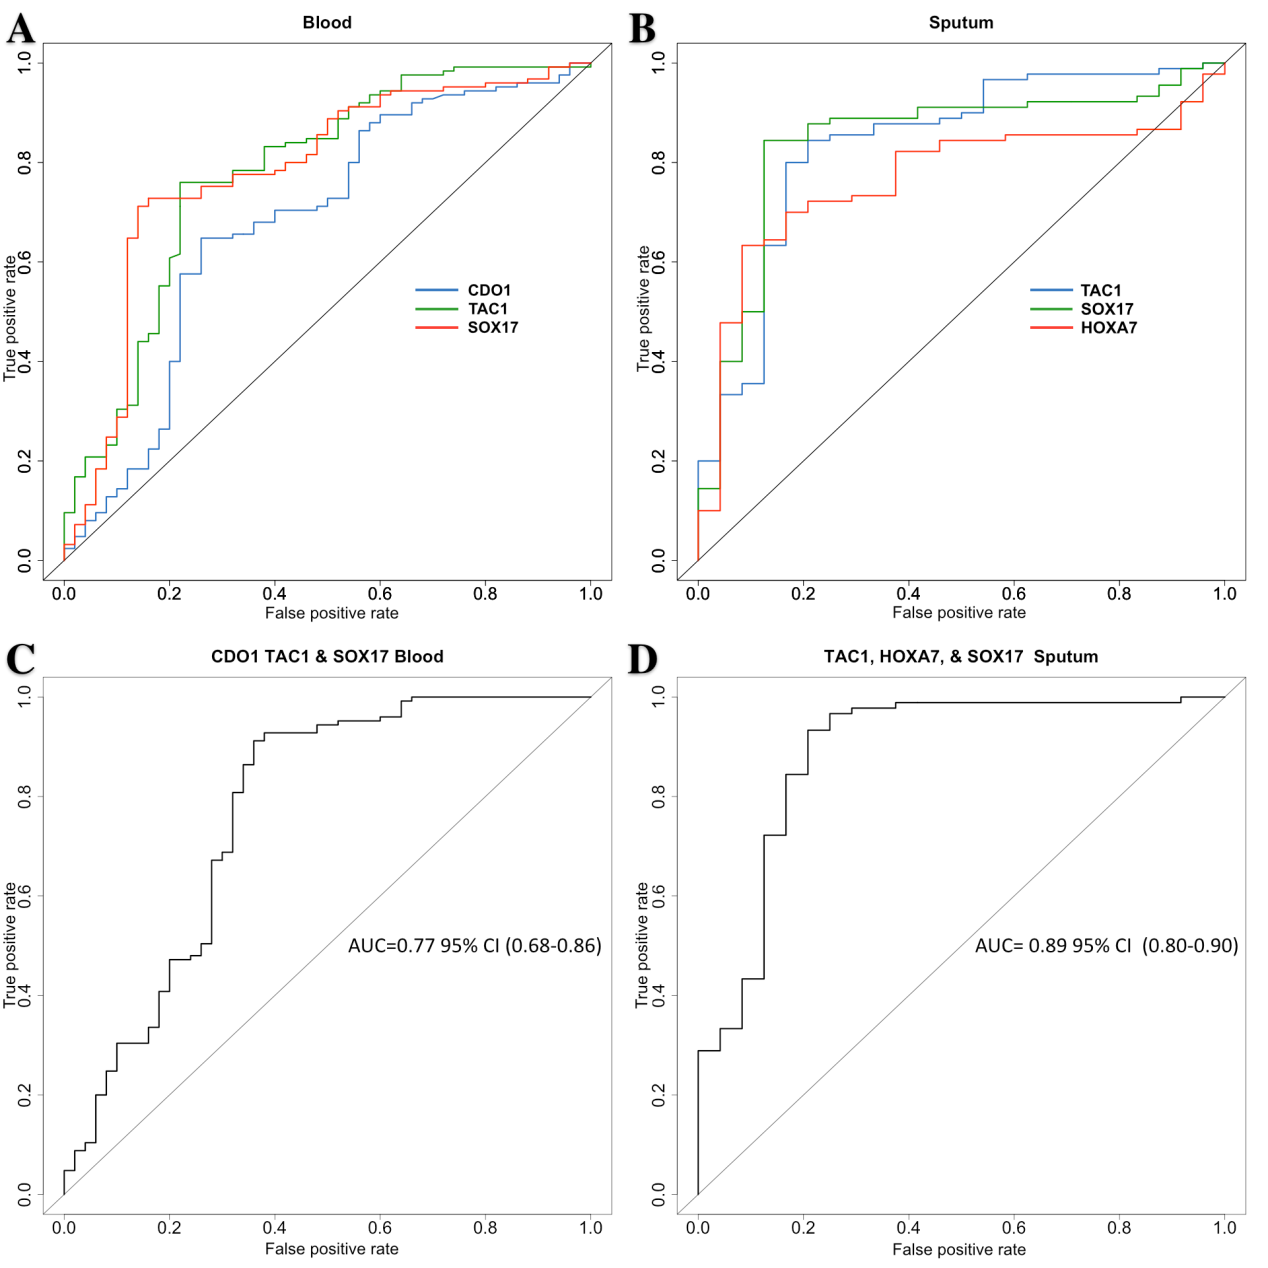 A
Blood
1.0
0.8
0.6
0.4
0.2
0.0
True positive rate
CDO1
TAC1
SOX17
0.0 0.2 0.4 0.6 0.8 1.0
False positive rate
B
Sputum
1.0
0.8
0.6
0.4
0.2
0.0
True positive rate
TAC1
SOX17
HOXA7
0.0 0.2 0.4 0.6 0.8 1.0
False positive rate
C
CDO1 TAC1 & SOX17 Blood
1.0
0.8
0.6
0.4
0.2
0.0
True positive rate
AUC=0.77 95% CI (0.68-0.86)
0.0 0.2 0.4 0.6 0.8 1.0
False positive rate
D
TAC1, HOXA7, & SOX17 Sputum
1.0
0.8
0.6
0.4
0.2
0.0
True positive rate
AUC= 0.89 95% CI (0.80-0.90)
0.0 0.2 0.4 0.6 0.8 1.0
False positive rate